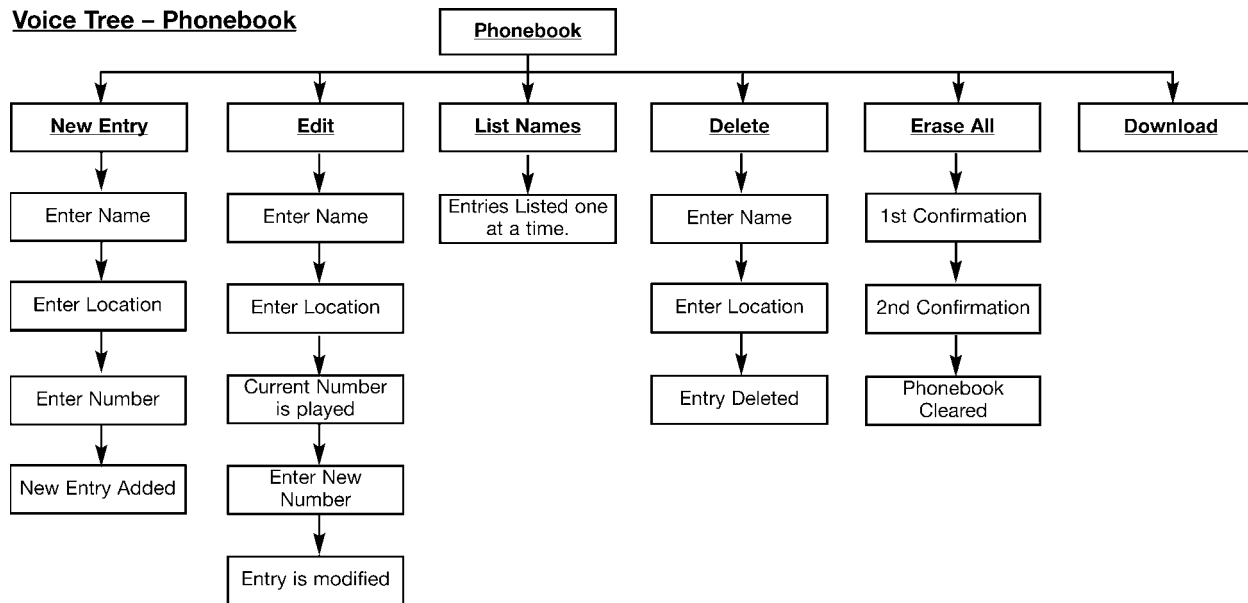 Voice Tree – Phonebook
Phonebook
New Entry
Edit
List Names
Delete
Erase All
Download
Enter Name
Enter Name
Entries Listed one
at a time.
Enter Name
1st Confirmation
Enter Location
Enter Location
Enter Location
2nd Confirmation
Enter Number
Current Number
is played
Entry Deleted
Phonebook
Cleared
New Entry Added
Enter New
Number
Entry is modified